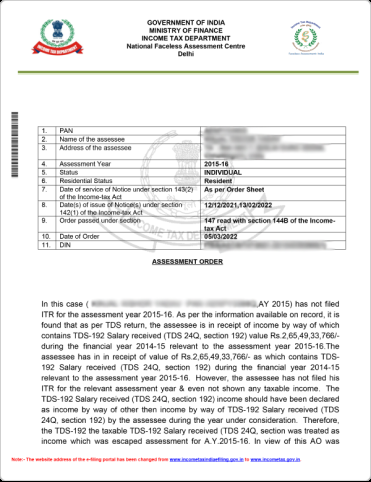 GOVERNMENT OF INDIA
MINISTRY OF FINANCE
INCOME TAX DEPARTMENT
National Faceless Assessment Centre
Delhi
1. PAN
2. Name of the assessee
3. Address of the assessee
4. Assessment Year 2015-16
5. Status INDIVIDUAL
6. Residential Status Resident
7. Date of service of Notice under section 143(2) As per Order Sheet
of the Income-tax Act
8. Date(s) of issue of Notice(s) under section 12/12/2021,13/02/2022
142(1) of the Income-tax Act
9. Order passed under section 147 read with section 144B of the Income-
tax Act
10. Date of Order 05/03/2022
11. DIN
ASSESSMENT ORDER
In this case ( ,AY 2015) has not filed
ITR for the assessment year 2015-16. As per the information available on record, it is
found that as per TDS return, the assessee is in receipt of income by way of which
contains TDS-192 Salary received (TDS 24Q, section 192) value Rs.2,65,49,33,766/-
during the financial year 2014-15 relevant to the assessment year 2015-16.The
assessee has in in receipt of value of Rs.2,65,49,33,766/- as which contains TDS-
192 Salary received (TDS 24Q, section 192) during the financial year 2014-15
relevant to the assessment year 2015-16. However, the assessee has not filed his
ITR for the relevant assessment year & even not shown any taxable income. The
TDS-192 Salary received (TDS 24Q, section 192) income should have been declared
as income by way of other then income by way of TDS-192 Salary received (TDS
24Q, section 192) by the assessee during the year under consideration. Therefore,
the TDS-192 the taxable TDS-192 Salary received (TDS 24Q, section was treated as
income which was escaped assessment for A.Y.2015-16. In view of this AO was
Note:- The website address of the e-filing portal has been changed from www.incometaxindiaefiling.gov.in to www.incometax.gov.in.